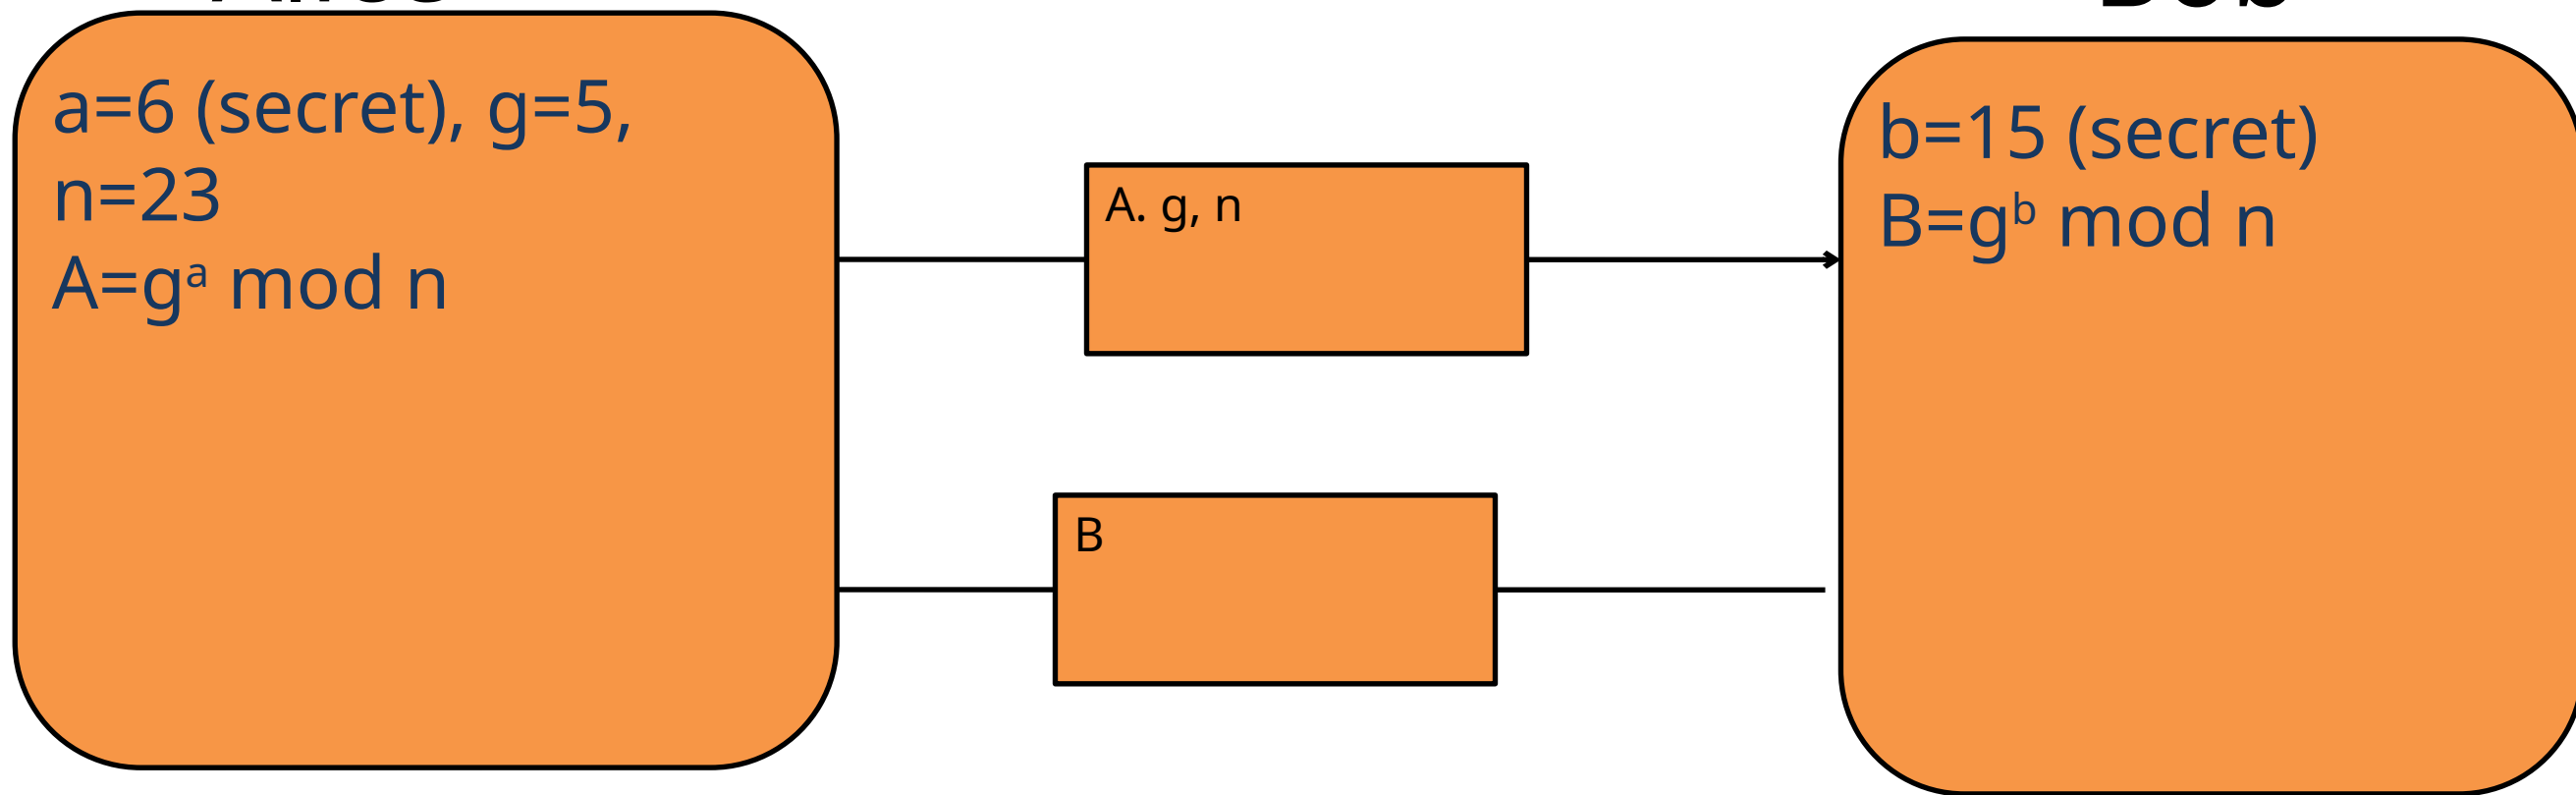 a=6 (secret), g=5,
n=23
A=gᵃ mod n
A. g, n
B
b=15 (secret)
B=gᵇ mod n